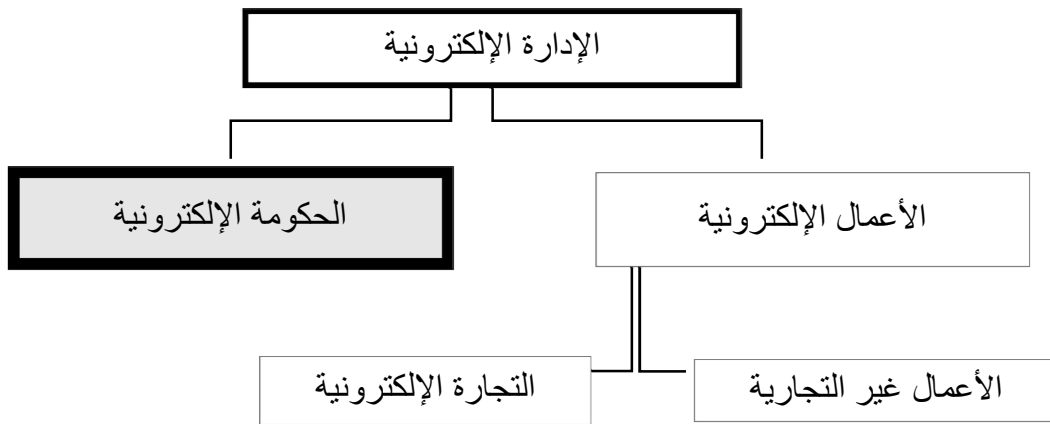 الإدارة الإلكترونية
الأعمال الإلكترونية
الحكومة الإلكترونية
الأعمال غير التجارية
التجارة الإلكترونية